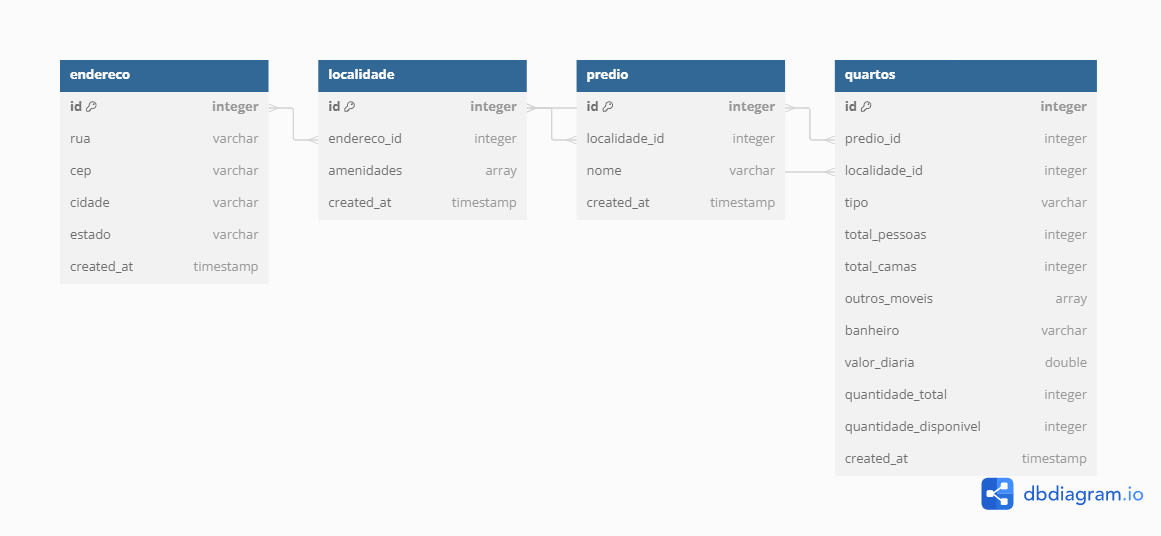 endereco
id integer
rua varchar
cep varchar
cidade varchar
estado varchar
created_at timestamp
localidade
id integer
endereco_id integer
amenidades array
created_at timestamp
predio
id integer
localidade_id integer
nome varchar
created_at timestamp
quartos
id integer
predio_id integer
localidade_id integer
tipo varchar
total_pessoas integer
total_camas integer
outros_moveis array
banheiro varchar
valor_diaria double
quantidade_total integer
quantidade_disponivel integer
created_at timestamp
dbdiagram.io